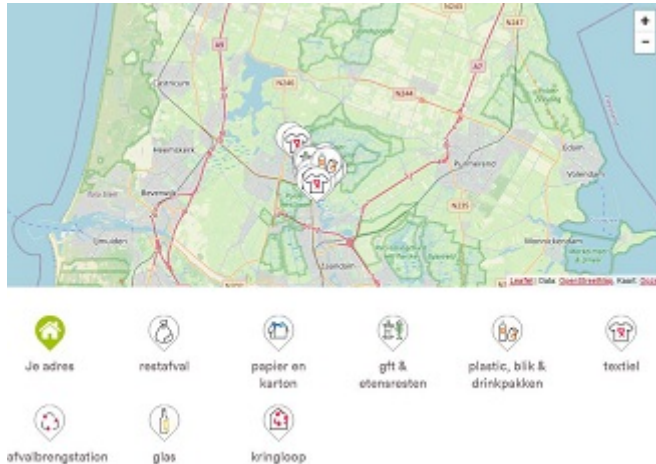 N243
N247
A9
A7
Castricum
N246
N244
Heemskerk
Purmerend
Edam
Volendam
Beverwijk
N235
IJmuiden
Monnickendam
Zaandam
+
−
Leaflet | Data: OpenStreetMap, Kaart:
Je adres
restafval
papier en
karton
gft &
etensresten
plastic, blik &
drinkpakken
textiel
afvalbrengstation
glas
kringloop